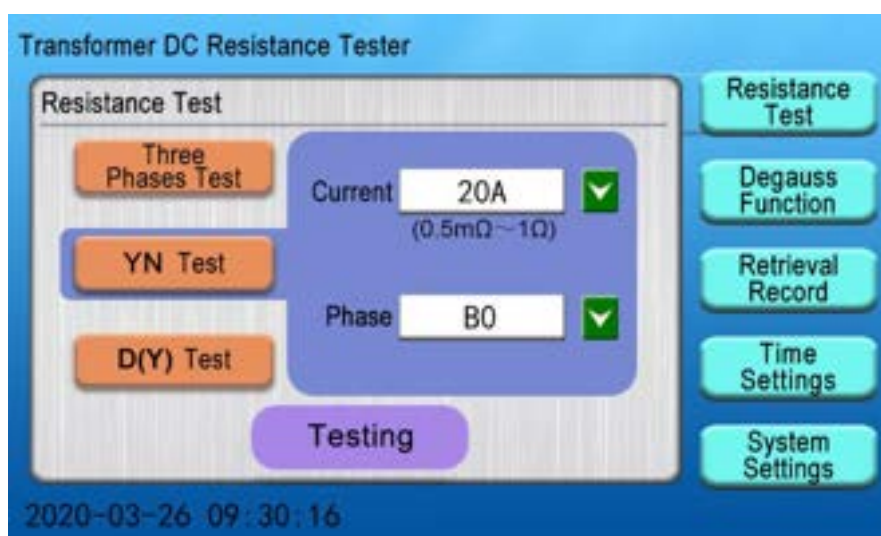 Transformer DC Resistance Tester
Resistance Test
Three
Phases Test
YN Test
D(Y) Test
Current
20A
(0.5mΩ～1Ω)
Phase
B0
Testing
Resistance
Test
Degauss
Function
Retrieval
Record
Time
Settings
System
Settings
2020-03-26 09:30:16